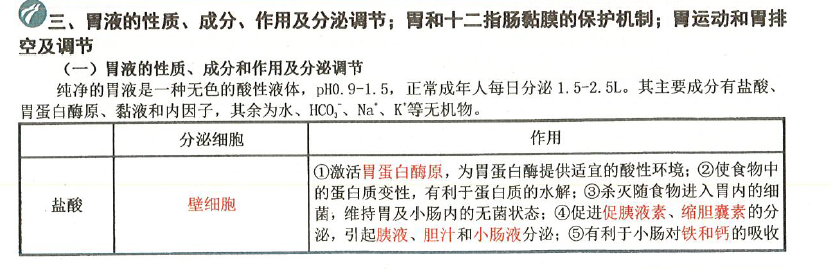 三、胃液的性质、成分、作用及分泌调节；胃和十二指肠黏膜的保护机制；胃运动和胃排
空及调节
（一）胃液的性质、成分和作用及分泌调节
纯净的胃液是一种无色的酸性液体，pH0.9-1.5，正常成年人每日分泌 1.5-2.5L。其主要成分有盐酸、
胃蛋白酶原、黏液和内因子，其余为水、HCO₃⁻、Na⁺、K⁺等无机物。
分泌细胞 作用
盐酸 壁细胞
①激活胃蛋白酶原，为胃蛋白酶提供适宜的酸性环境；②使食物中
的蛋白质变性，有利于蛋白质的水解；③杀灭随食物进入胃内的细
菌，维持胃及小肠内的无菌状态；④促进促胰液素、缩胆囊素的分
泌，引起胰液、胆汁和小肠液分泌；⑤有利于小肠对铁和钙的吸收